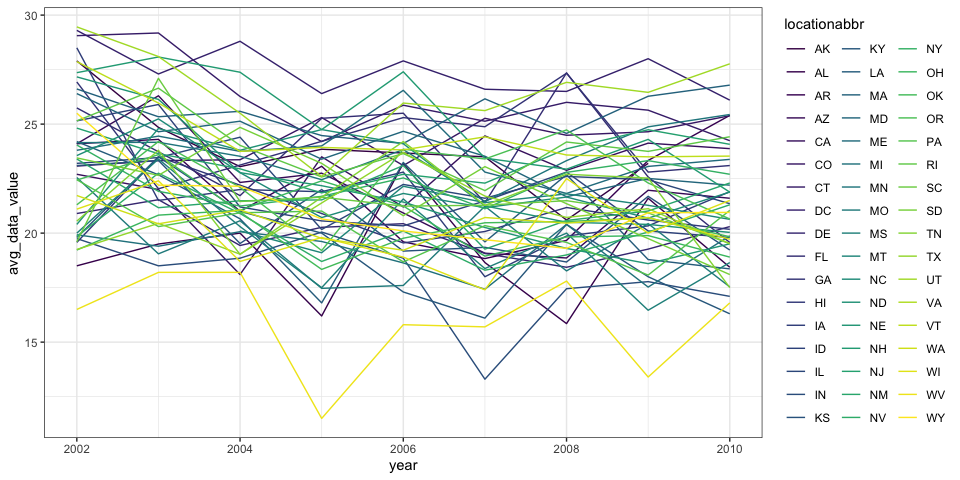 30
25
20
15
avg_data_value
2002
2004
2006
2008
2010
year
locationabbr
AK KY NY
AL LA OH
AR MA OK
AZ MD OR
CA ME PA
CO MI RI
CT MN SC
DC MO SD
DE MS TN
FL MT TX
GA NC UT
HI ND VA
IA NE VT
ID NH WA
IL NJ WI
IN NM WV
KS NV WY